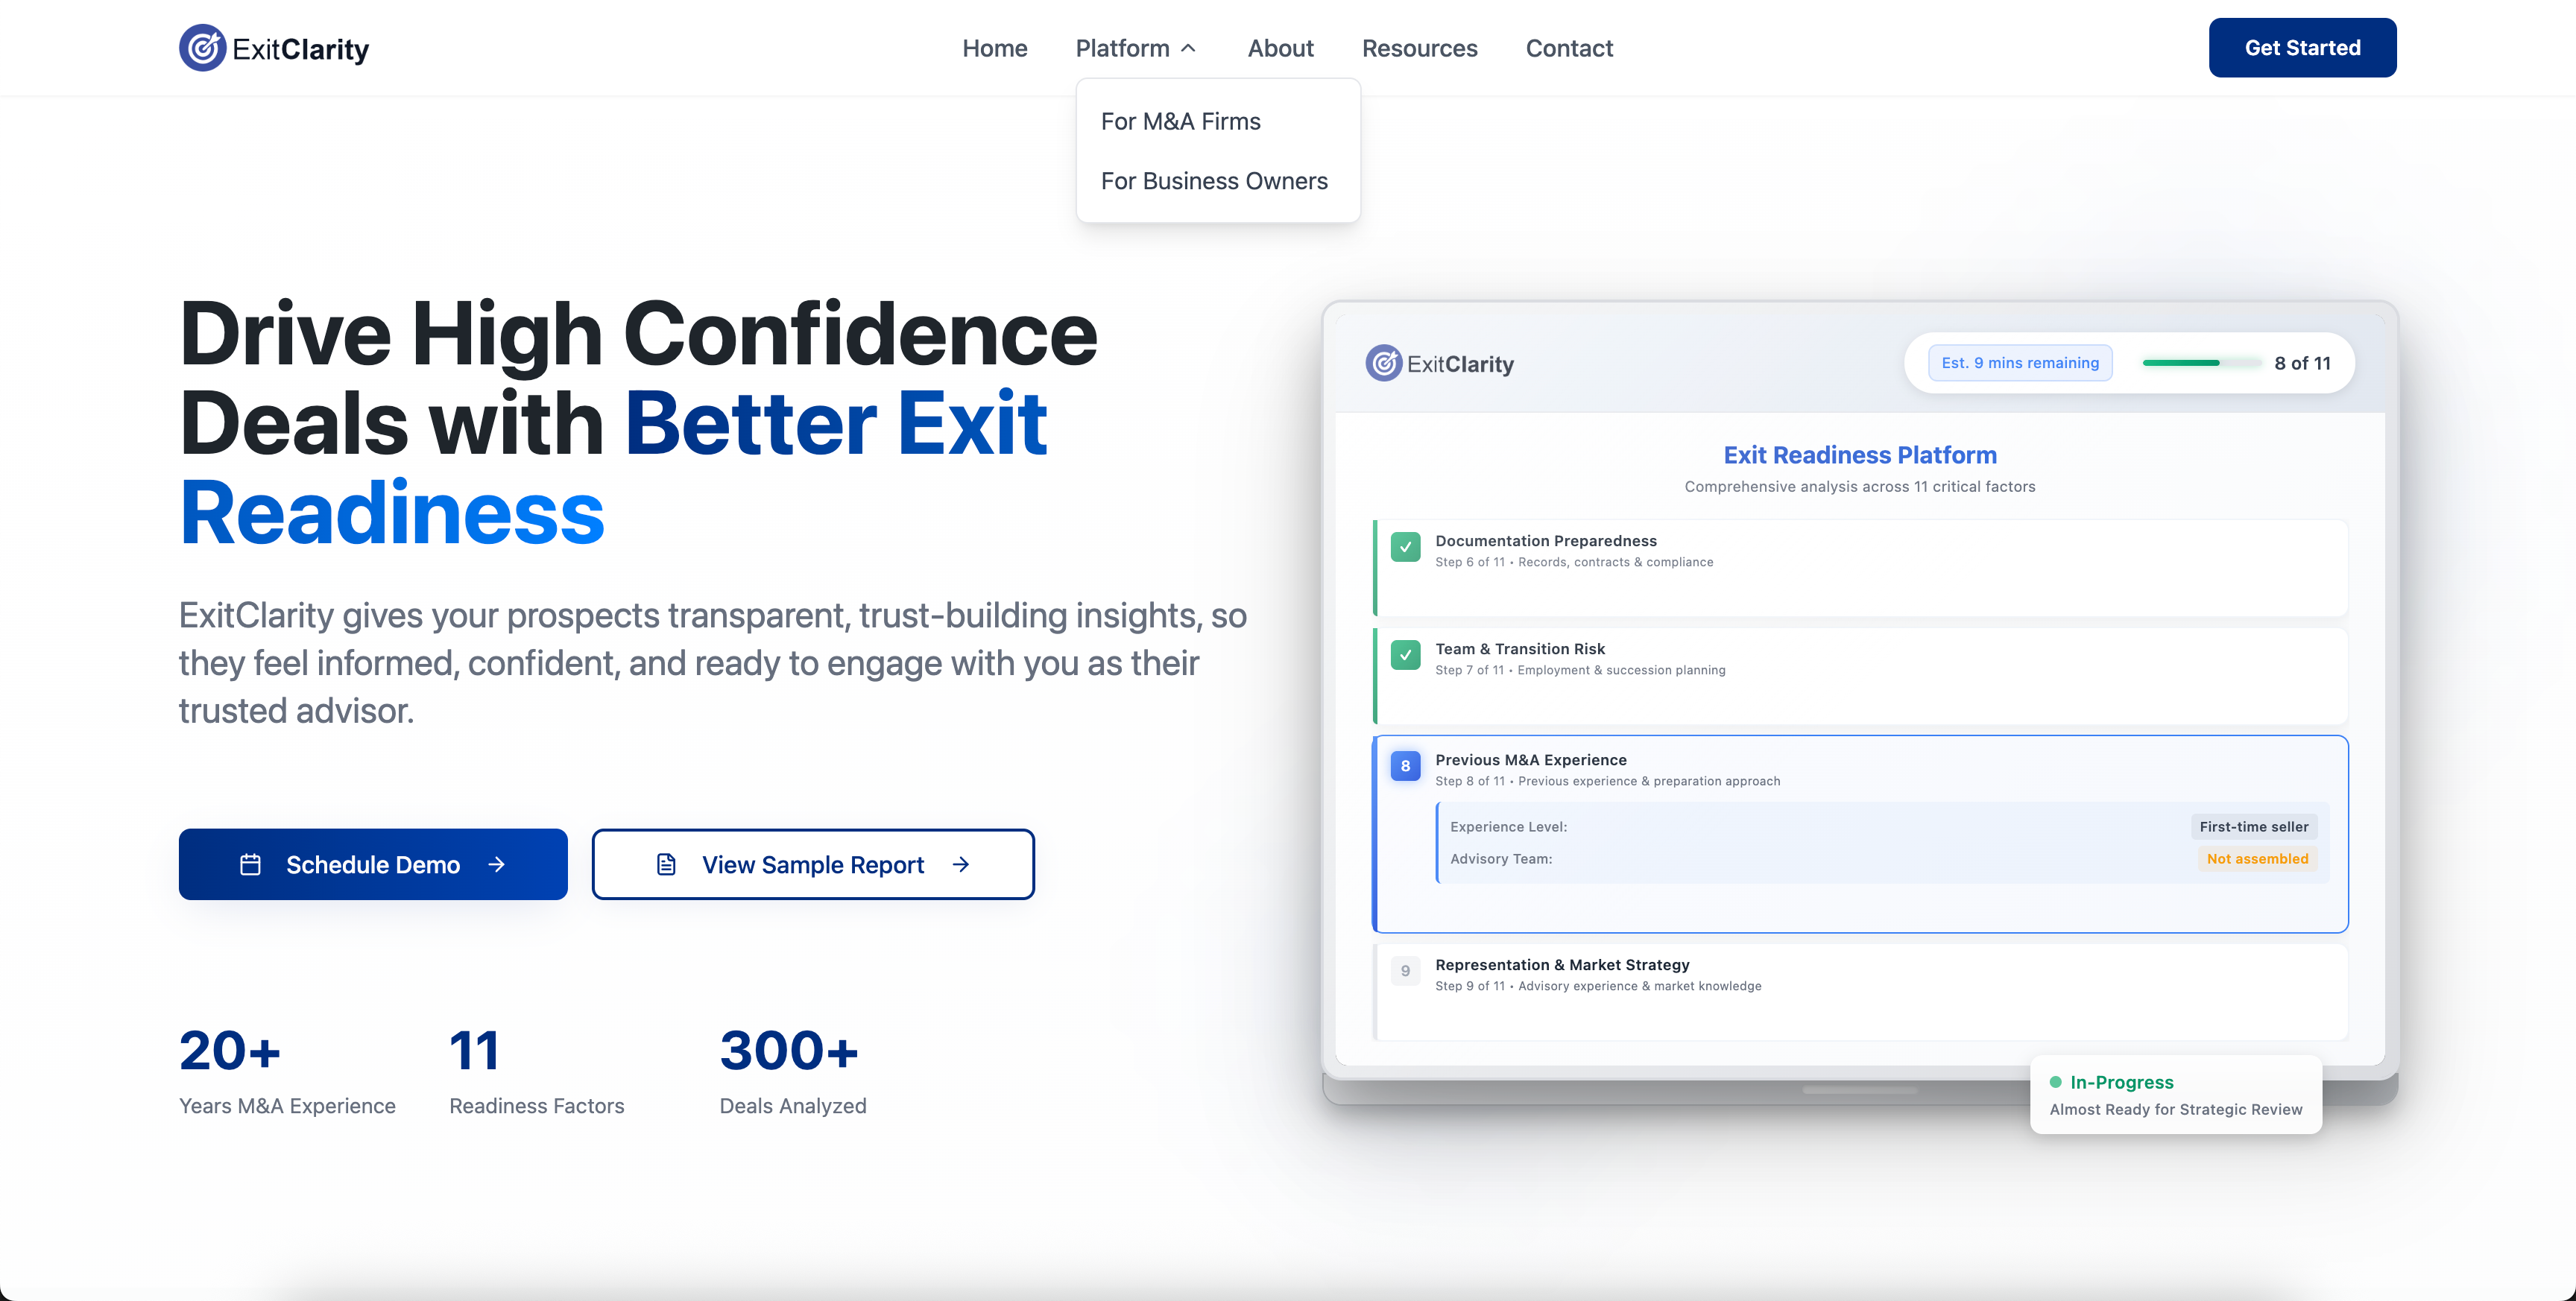 ExitClarity
Home
Platform
About
Resources
Contact
Get Started
For M&A Firms
For Business Owners
Drive High Confidence
Deals with Better Exit
Readiness
ExitClarity gives your prospects transparent, trust-building insights, so
they feel informed, confident, and ready to engage with you as their
trusted advisor.
Schedule Demo
View Sample Report
20+
Years M&A Experience
11
Readiness Factors
300+
Deals Analyzed
ExitClarity
Est. 9 mins remaining
8 of 11
Exit Readiness Platform
Comprehensive analysis across 11 critical factors
Documentation Preparedness
Step 6 of 11 • Records, contracts & compliance
Team & Transition Risk
Step 7 of 11 • Employment & succession planning
8
Previous M&A Experience
Step 8 of 11 • Previous experience & preparation approach
Experience Level:
First-time seller
Advisory Team:
Not assembled
9
Representation & Market Strategy
Step 9 of 11 • Advisory experience & market knowledge
In-Progress
Almost Ready for Strategic Review